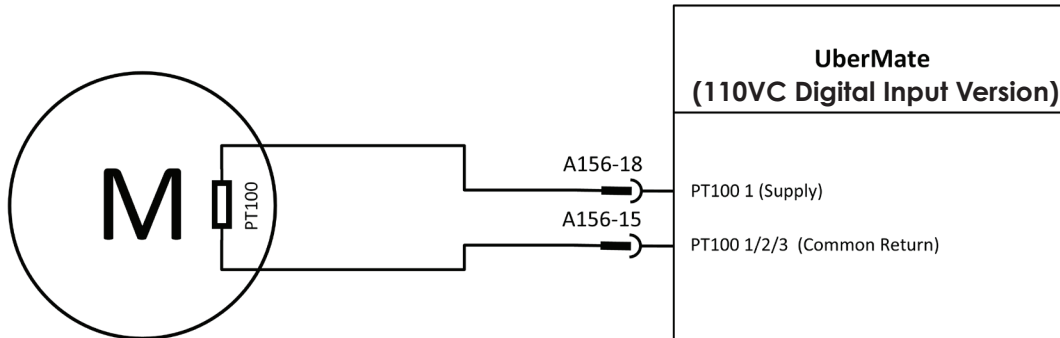 UberMate
(110VC Digital Input Version)
M
PT100
A156-18
PT100 1 (Supply)
A156-15
PT100 1/2/3 (Common Return)